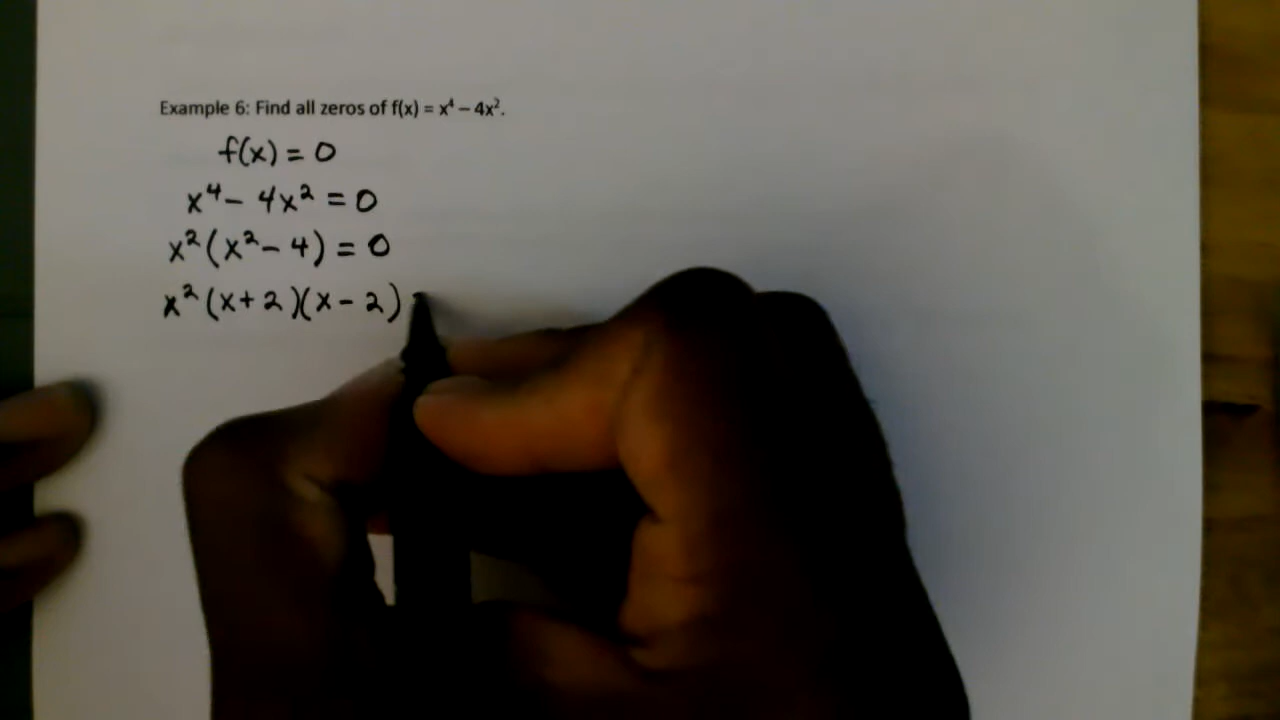 Example 6: Find all zeros of f(x) = x⁴ – 4x².
f(x) = 0
x⁴ - 4x² = 0
x² (x² - 4) = 0
x² (x + 2)(x - 2)